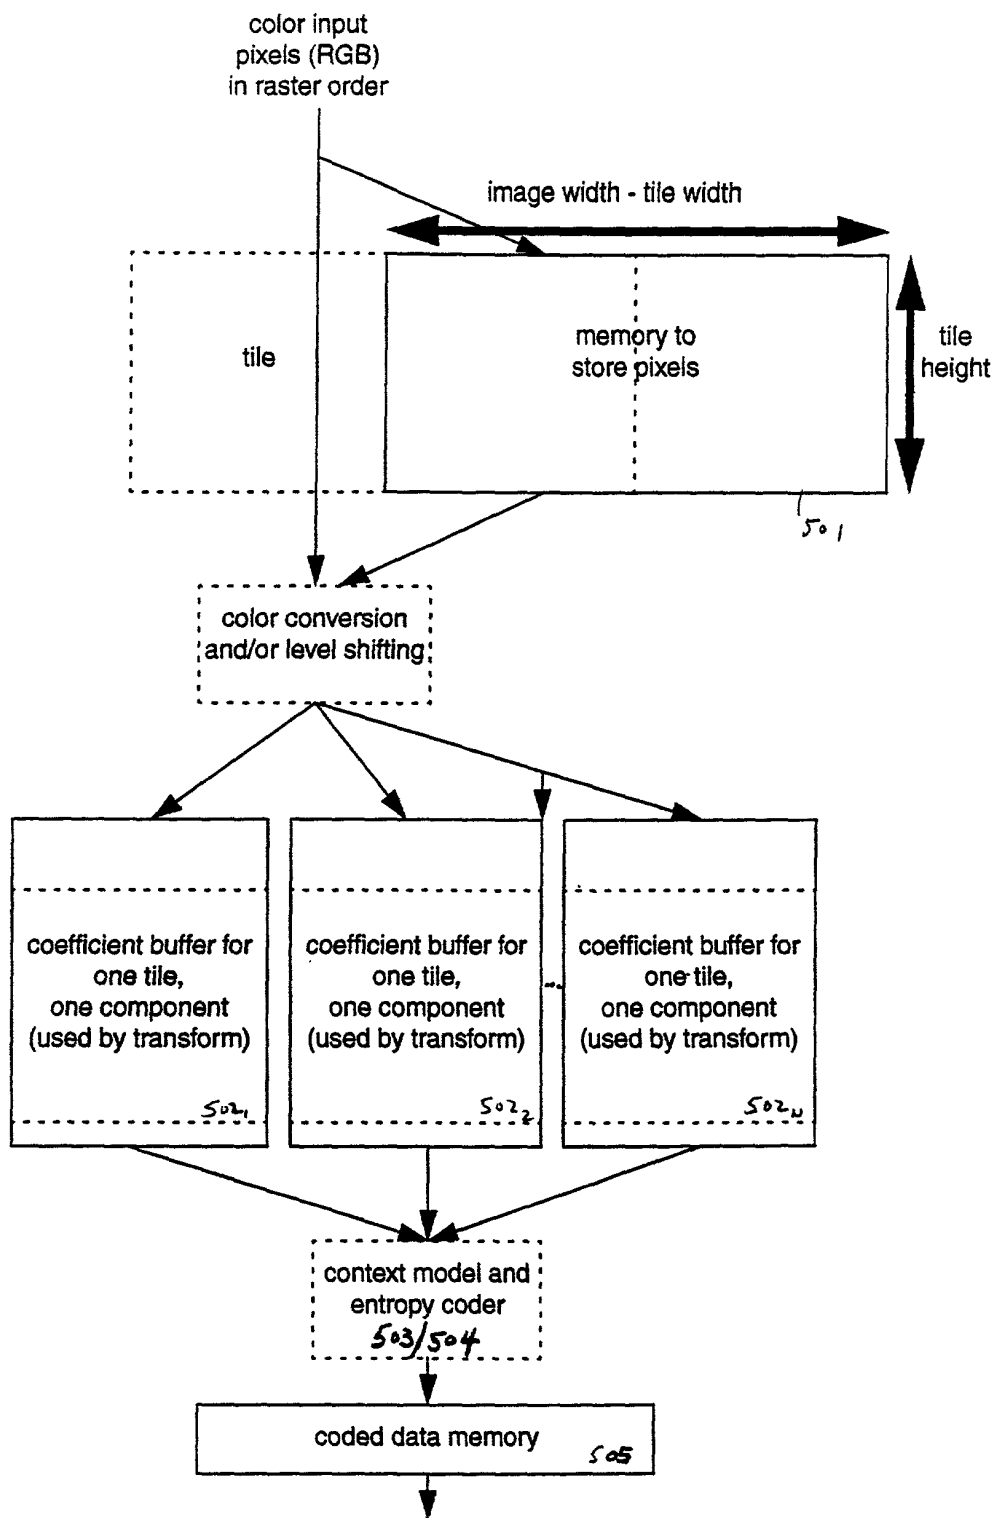 color input
pixels (RGB)
in raster order
image width - tile width
tile
memory to
store pixels
tile
height
501
color conversion
and/or level shifting
coefficient buffer for
one tile,
one component
(used by transform)
502₁
coefficient buffer for
one tile,
one component
(used by transform)
502₂
...
coefficient buffer for
one tile,
one component
(used by transform)
502ₙ
context model and
entropy coder
503/504
coded data memory
505